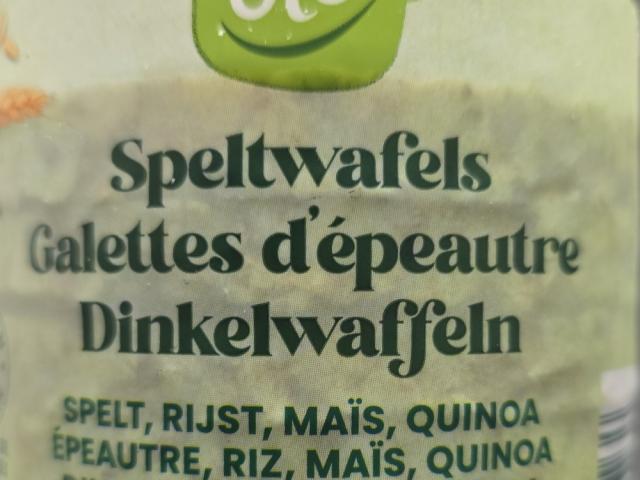 Speltwafels
Galettes d'épeautre
Dinkelwaffeln
SPELT, RIJST, MAÏS, QUINOA
ÉPEAUTRE, RIZ, MAÏS, QUINOA